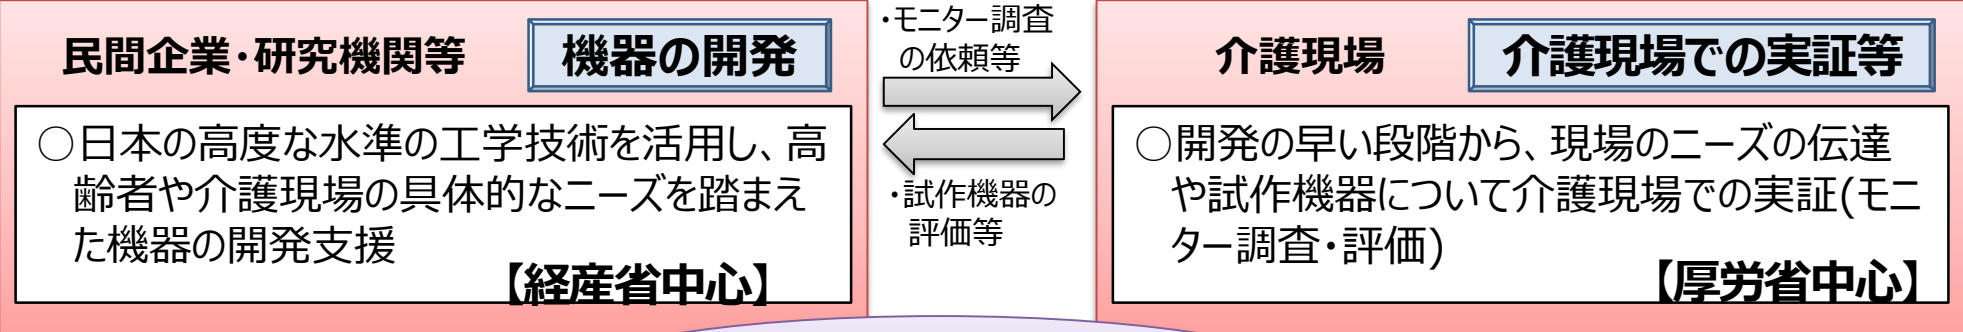 民間企業・研究機関等
機器の開発
○日本の高度な水準の工学技術を活用し、高
齢者や介護現場の具体的なニーズを踏まえ
た機器の開発支援
【経産省中心】
・モニター調査
の依頼等
・試作機器の
評価等
介護現場
介護現場での実証等
○開発の早い段階から、現場のニーズの伝達
や試作機器について介護現場での実証(モニ
ター調査・評価)
【厚労省中心】